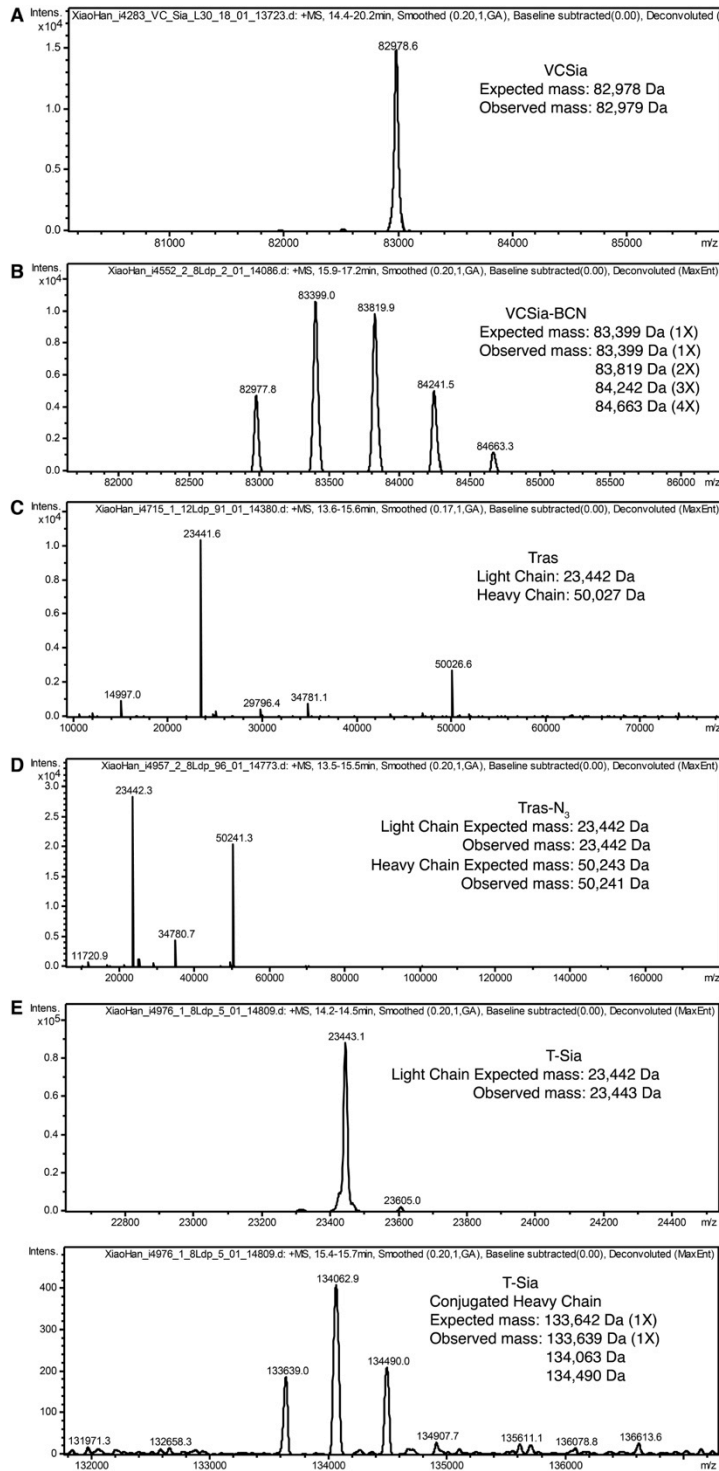 A
Intens.
x10⁴
XiaoHan_i4283_VC_Sia_L30_18_01_13723.d: +MS, 14.4-20.2min, Smoothed (0.20,1,GA), Baseline subtracted(0.00), Deconvoluted (
82978.6
VCSia
Expected mass: 82,978 Da
Observed mass: 82,979 Da
1.5
1.0
0.5
0.0
81000 82000 83000 84000 85000 m/z
B
Intens.
x10⁴
XiaoHan_i4552_2_8Ldp_2_01_14086.d: +MS, 15.9-17.2min, Smoothed (0.20,1,GA), Baseline subtracted(0.00), Deconvoluted (MaxEnt)
83399.0
83819.9
82977.8
84241.5
84663.3
VCSia-BCN
Expected mass: 83,399 Da (1X)
Observed mass: 83,399 Da (1X)
83,819 Da (2X)
84,242 Da (3X)
84,663 Da (4X)
1.0
0.8
0.6
0.4
0.2
0.0
82000 82500 83000 83500 84000 84500 85000 85500 86000 m/z
C
Intens.
x10⁴
XiaoHan_i4715_1_12Ldp_91_01_14380.d: +MS, 13.6-15.6min, Smoothed (0.17,1,GA), Baseline subtracted(0.00), Deconvoluted (MaxEnt)
23441.6
Tras
Light Chain: 23,442 Da
Heavy Chain: 50,027 Da
14997.0
29796.4
34781.1
50026.6
1.0
0.8
0.6
0.4
0.2
0.0
10000 20000 30000 40000 50000 60000 70000 m/z
D
Intens.
x10⁴
XiaoHan_i4957_2_8Ldp_96_01_14773.d: +MS, 13.5-15.5min, Smoothed (0.20,1,GA), Baseline subtracted(0.00), Deconvoluted (MaxEnt)
23442.3
50241.3
34780.7
11720.9
Tras-N₃
Light Chain Expected mass: 23,442 Da
Observed mass: 23,442 Da
Heavy Chain Expected mass: 50,243 Da
Observed mass: 50,241 Da
3.0
2.5
2.0
1.5
1.0
0.5
0.0
20000 40000 60000 80000 100000 120000 140000 160000 m/z
E
Intens.
x10⁵
XiaoHan_i4976_1_8Ldp_5_01_14809.d: +MS, 14.2-14.5min, Smoothed (0.20,1,GA), Baseline subtracted(0.00), Deconvoluted (MaxEnt)
23443.1
T-Sia
Light Chain Expected mass: 23,442 Da
Observed mass: 23,443 Da
23605.0
0.8
0.6
0.4
0.2
0.0
22800 23000 23200 23400 23600 23800 24000 24200 24400 m/z
Intens.
XiaoHan_i4976_1_8Ldp_5_01_14809.d: +MS, 15.4-15.7min, Smoothed (0.20,1,GA), Baseline subtracted(0.00), Deconvoluted (MaxEnt)
134062.9
T-Sia
Conjugated Heavy Chain
Expected mass: 133,642 Da (1X)
Observed mass: 133,639 Da (1X)
134,063 Da
134,490 Da
133639.0
134490.0
131971.3
132658.3
134907.7
135611.1
136078.8
136613.6
400
300
200
100
0
132000 133000 134000 135000 136000 m/z